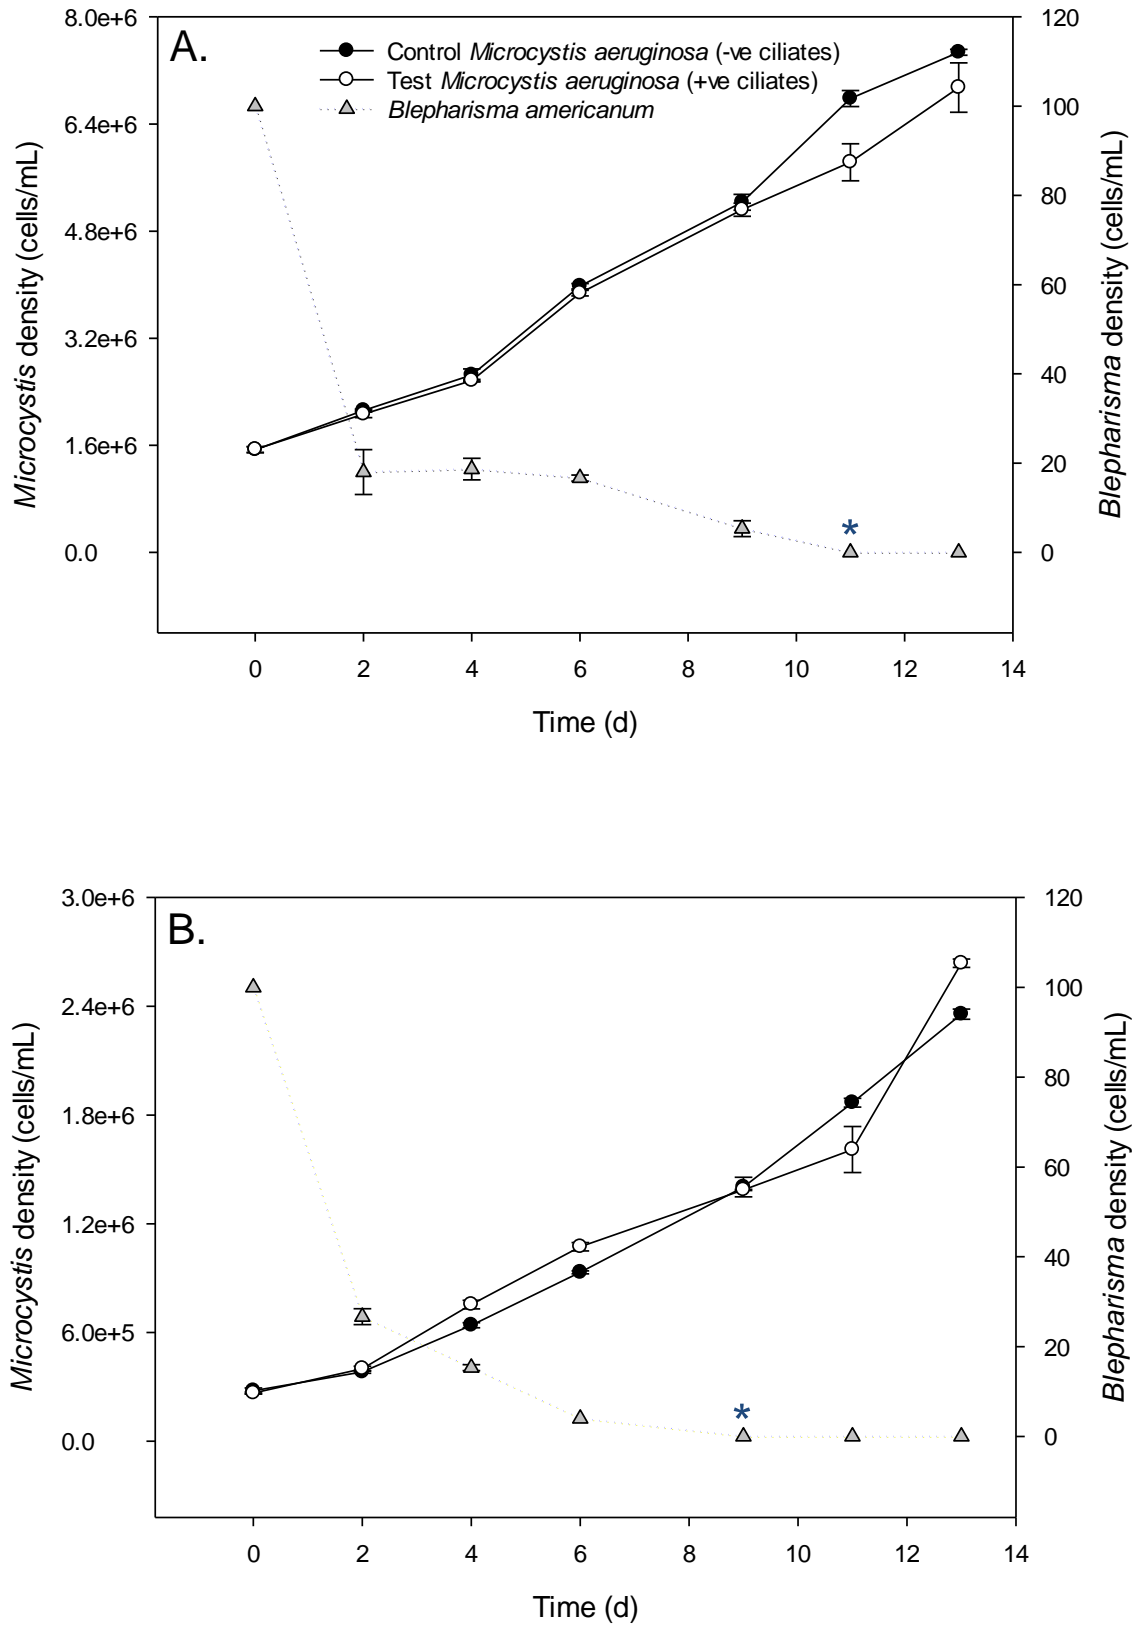 A.
Control Microcystis aeruginosa (-ve ciliates)
Test Microcystis aeruginosa (+ve ciliates)
Blepharisma americanum
8.0e+6
6.4e+6
4.8e+6
3.2e+6
1.6e+6
0.0
Microcystis density (cells/mL)
120
100
80
60
40
20
0
Blepharisma density (cells/mL)
*
0 2 4 6 8 10 12 14
Time (d)
B.
3.0e+6
2.4e+6
1.8e+6
1.2e+6
6.0e+5
0.0
Microcystis density (cells/mL)
120
100
80
60
40
20
0
Blepharisma density (cells/mL)
*
0 2 4 6 8 10 12 14
Time (d)